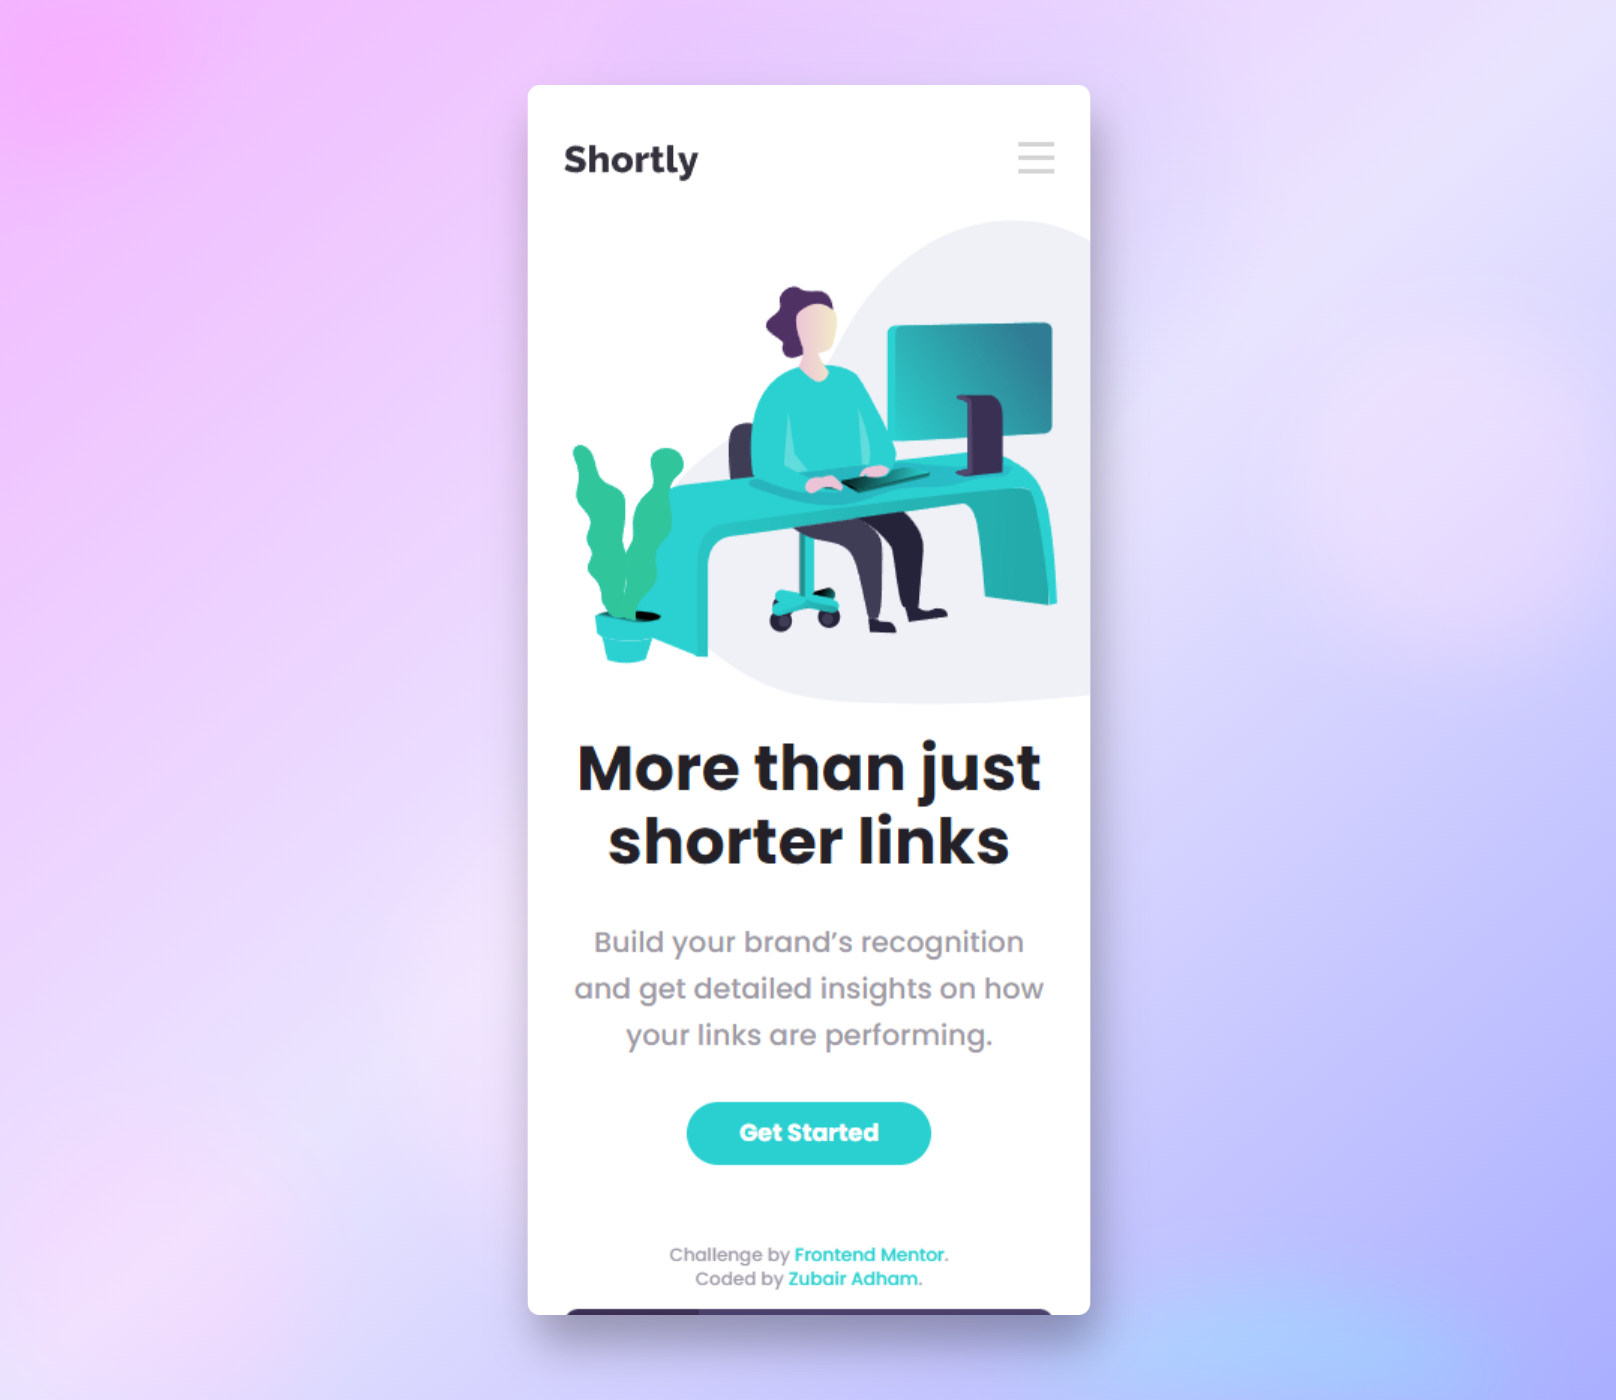 Shortly
More than just
shorter links
Build your brand’s recognition
and get detailed insights on how
your links are performing.
Get Started
Challenge by Frontend Mentor.
Coded by Zubair Adham.